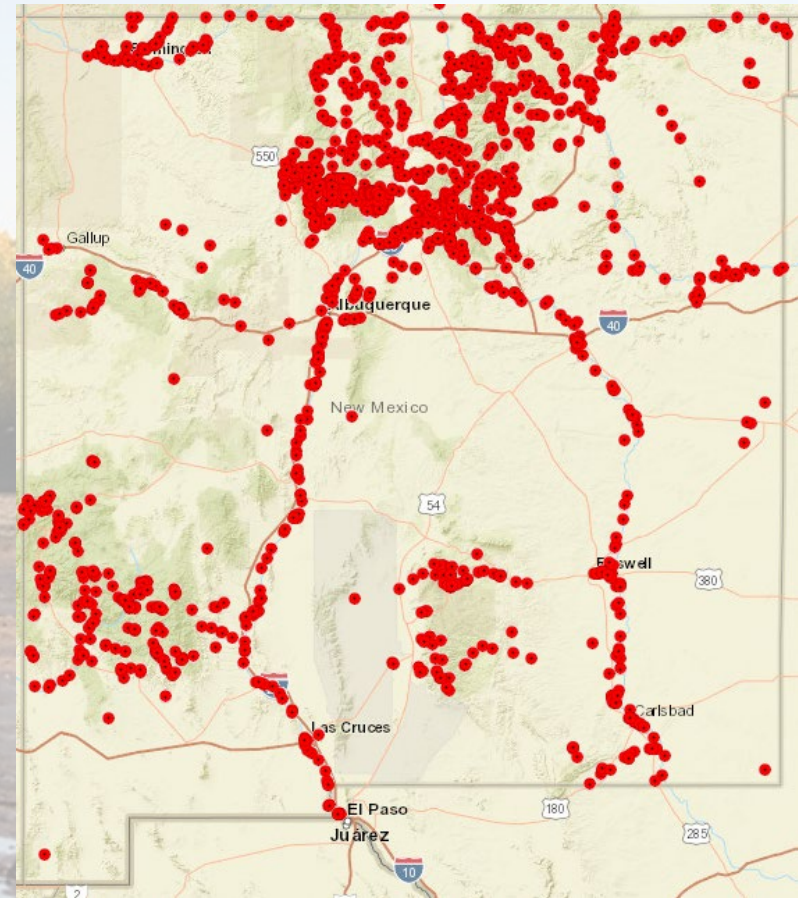 550
Gallup
40
Albuquerque
40
New Mexico
54
Roswell
380
Carlsbad
Las Cruces
El Paso
180
Juárez
285
10
2